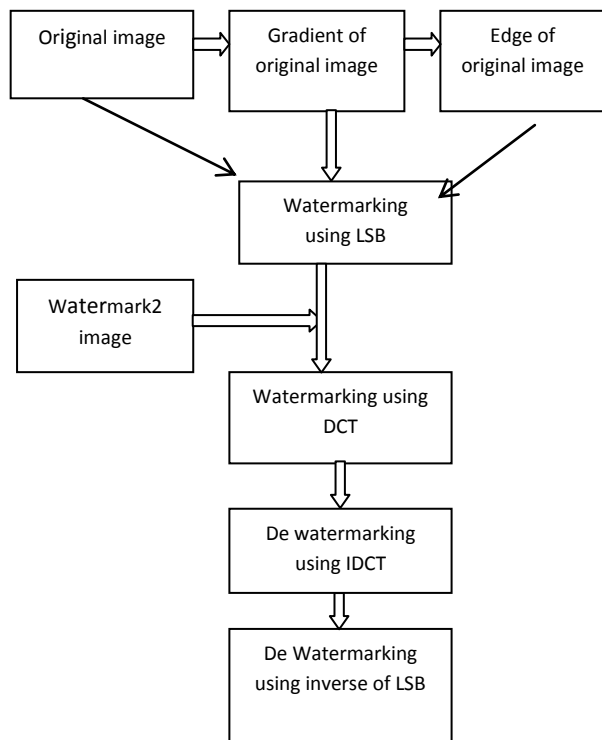 Original image
Gradient of
original image
Edge of
original image
Watermarking
using LSB
Watermark2
image
Watermarking using
DCT
De watermarking
using IDCT
De Watermarking
using inverse of LSB